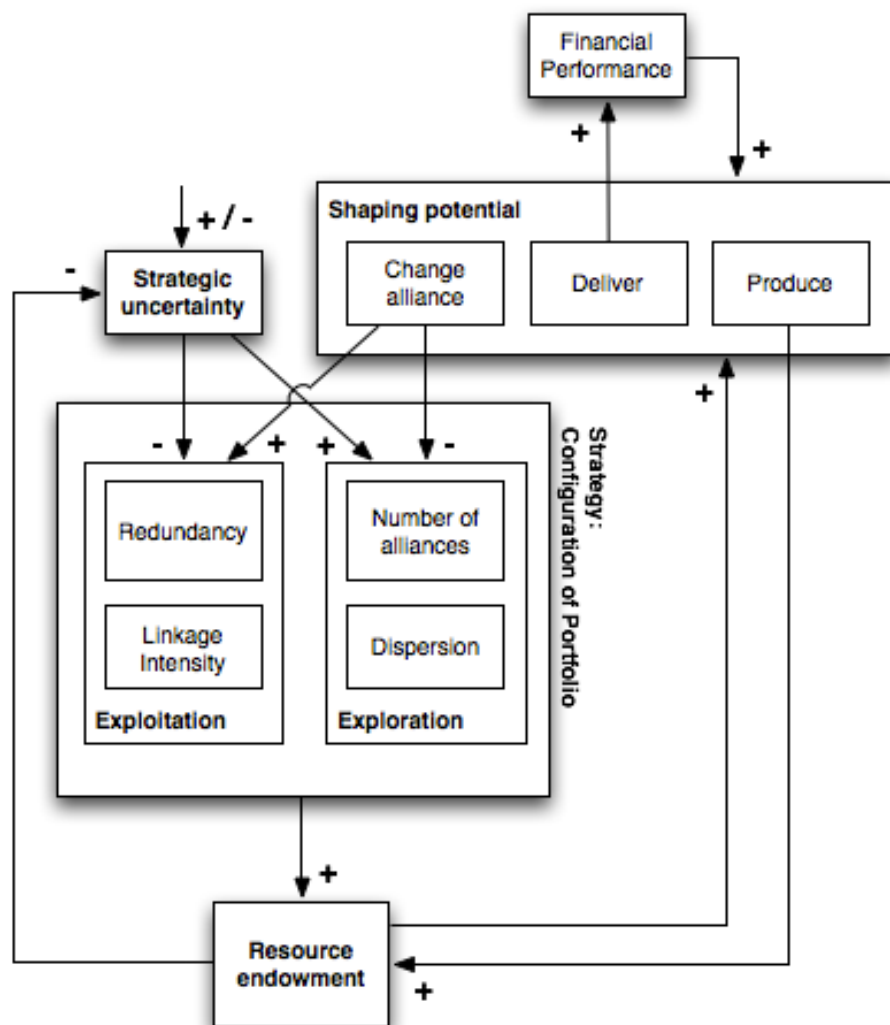 Financial
Performance
+
+
Shaping potential
+ / -
-
Strategic
uncertainty
Change
alliance
Deliver
Produce
+
-
+
+
-
Redundancy
Number of
alliances
Linkage
Intensity
Dispersion
Exploitation
Exploration
Strategy:
Configuration of Portfolio
+
Resource
endowment
+